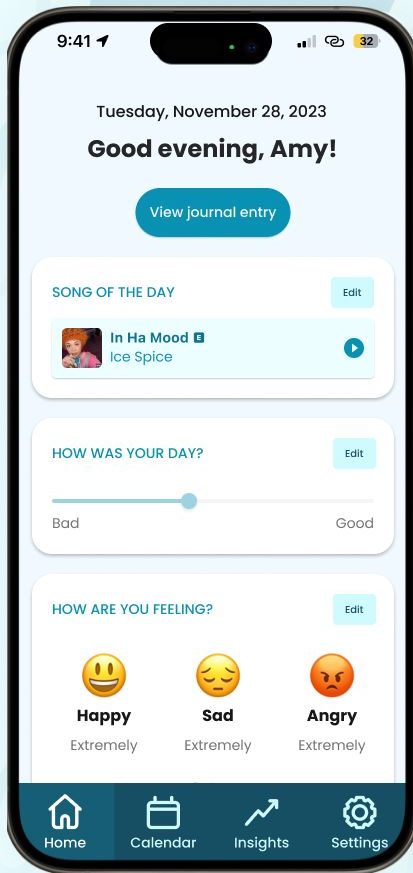 9:41
32
Tuesday, November 28, 2023
Good evening, Amy!
View journal entry
SONG OF THE DAY
Edit
In Ha Mood E
Ice Spice
HOW WAS YOUR DAY?
Edit
Bad Good
HOW ARE YOU FEELING?
Edit
Happy Sad Angry
Extremely Extremely Extremely
Home Calendar Insights Settings